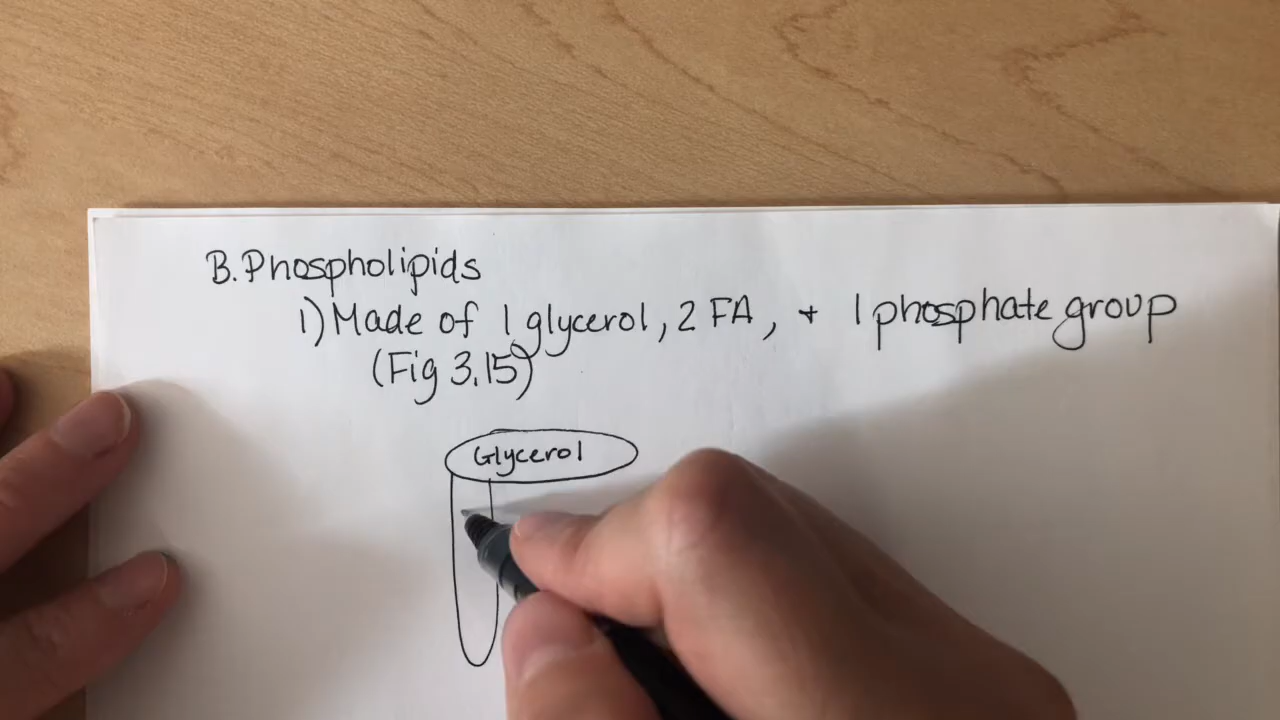 B. Phospholipids
1) Made of 1 glycerol, 2 FA, + 1 phosphate group
(Fig 3.15)
Glycerol